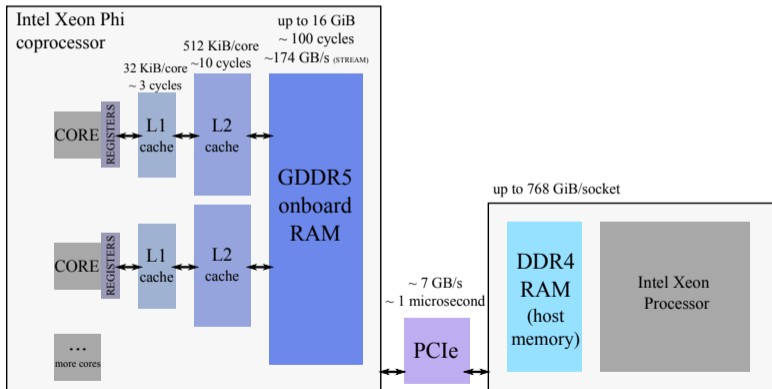 Intel Xeon Phi
coprocessor
up to 16 GiB
~ 100 cycles
~174 GB/s (STREAM)
512 KiB/core
~10 cycles
32 KiB/core
~ 3 cycles
CORE
REGISTERS
L1
cache
L2
cache
GDDR5
onboard
RAM
CORE
REGISTERS
L1
cache
L2
cache
...
more cores
~ 7 GB/s
~ 1 microsecond
PCIe
up to 768 GiB/socket
DDR4
RAM
(host
memory)
Intel Xeon
Processor